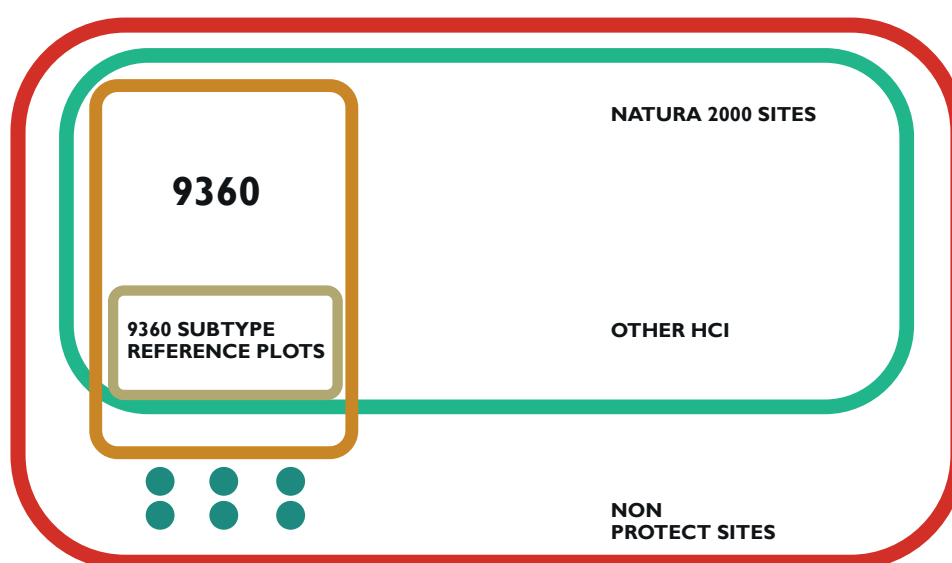 NATURA 2000 SITES
9360
9360 SUBTYPE
REFERENCE PLOTS
OTHER HCI
NON
PROTECT SITES